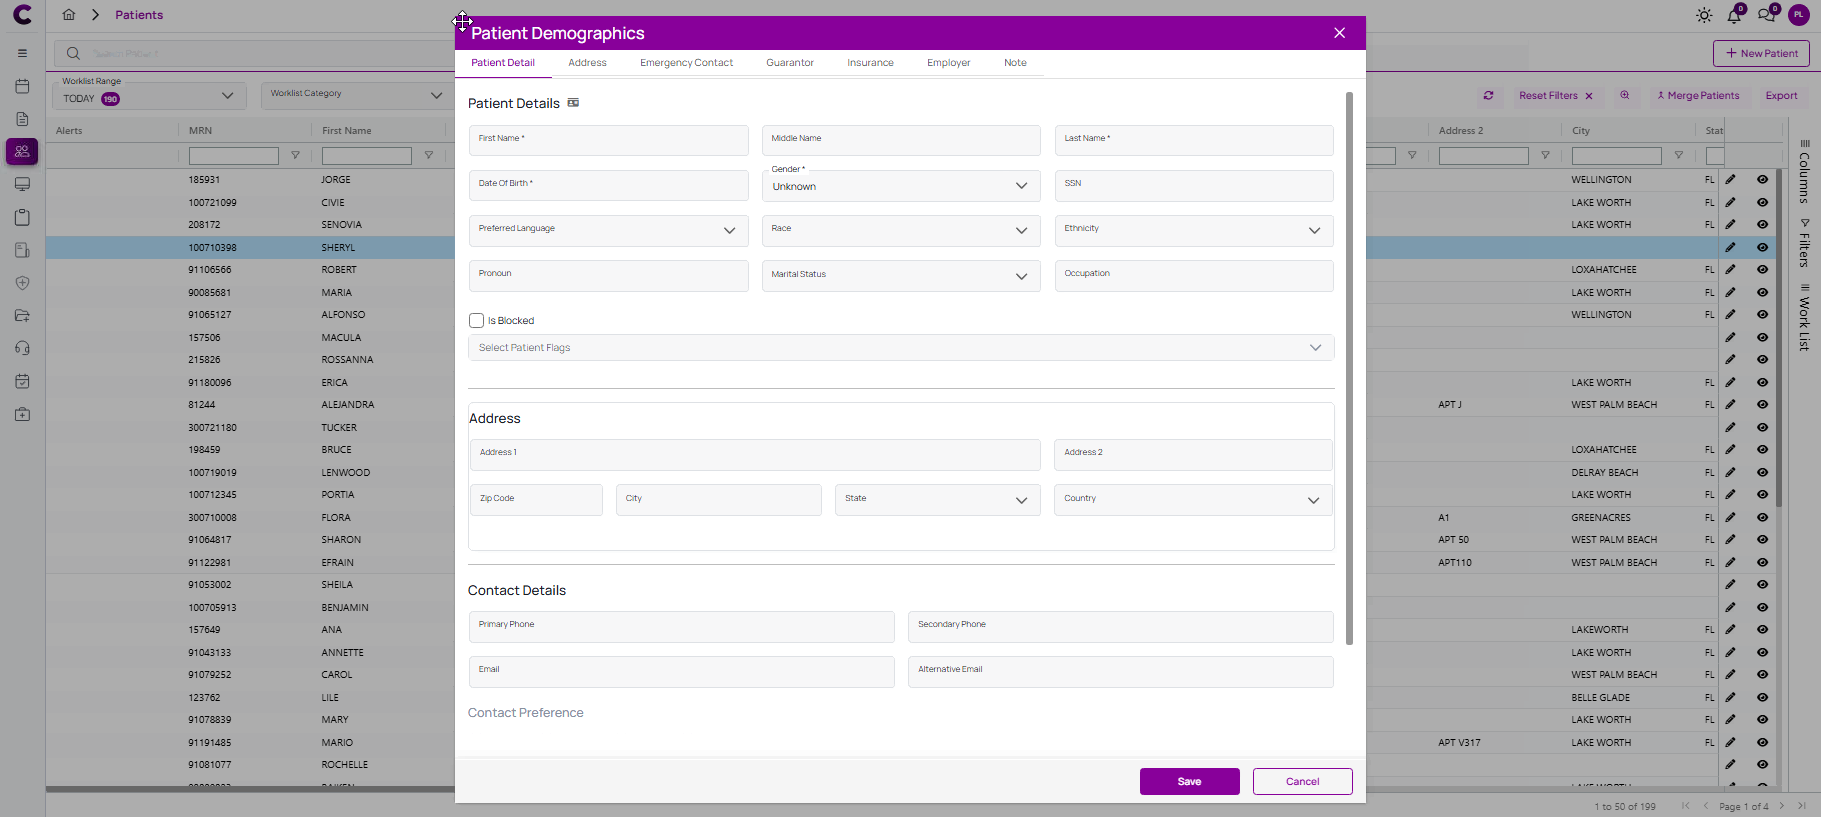 Patients
PL
0
0
Search Patient
New Patient
Worklist Range
TODAY 190
Worklist Category
Reset Filters
Merge Patients
Export
Alerts MRN First Name Address 2 City Stat
185931 JORGE WELLINGTON FL
100721099 CIVIE LAKE WORTH FL
208172 SENOVIA LAKE WORTH FL
100710398 SHERYL
91106566 ROBERT LOXAHATCHEE FL
90085681 MARIA LAKE WORTH FL
91065127 ALFONSO WELLINGTON FL
157506 MACULA
215826 ROSSANNA
91180096 ERICA LAKE WORTH FL
81244 ALEJANDRA APT J WEST PALM BEACH FL
300721180 TUCKER
198459 BRUCE LOXAHATCHEE FL
100719019 LENWOOD DELRAY BEACH FL
100712345 PORTIA LAKE WORTH FL
300710008 FLORA A1 GREENACRES FL
91064817 SHARON APT 50 WEST PALM BEACH FL
91122981 EFRAIN APT110 WEST PALM BEACH FL
91053002 SHEILA
100705913 BENJAMIN
157649 ANA LAKEWORTH FL
91043133 ANNETTE LAKE WORTH FL
91079252 CAROL WEST PALM BEACH FL
123762 LILE BELLE GLADE FL
91078839 MARY LAKE WORTH FL
91191485 MARIO APT V317 LAKE WORTH FL
91081077 ROCHELLE
LAKE WORTH FL
Columns
Filters
Work List
1 to 50 of 199
Page 1 of 4
Patient Demographics
Patient Detail Address Emergency Contact Guarantor Insurance Employer Note
Patient Details
First Name * Middle Name Last Name *
Date Of Birth * Gender * SSN
Unknown
Preferred Language Race Ethnicity
Pronoun Marital Status Occupation
Is Blocked
Select Patient Flags
Address
Address 1 Address 2
Zip Code City State Country
Contact Details
Primary Phone Secondary Phone
Email Alternative Email
Contact Preference
Save Cancel